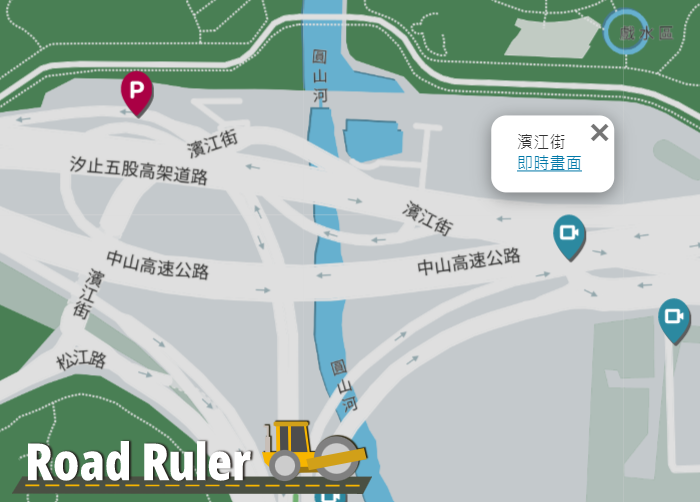 戲水區
圓山河
P
濱江街
濱江街
即時畫面
汐止五股高架道路
濱江街
中山高速公路
中山高速公路
濱江街
松江路
圓山河
Road Ruler